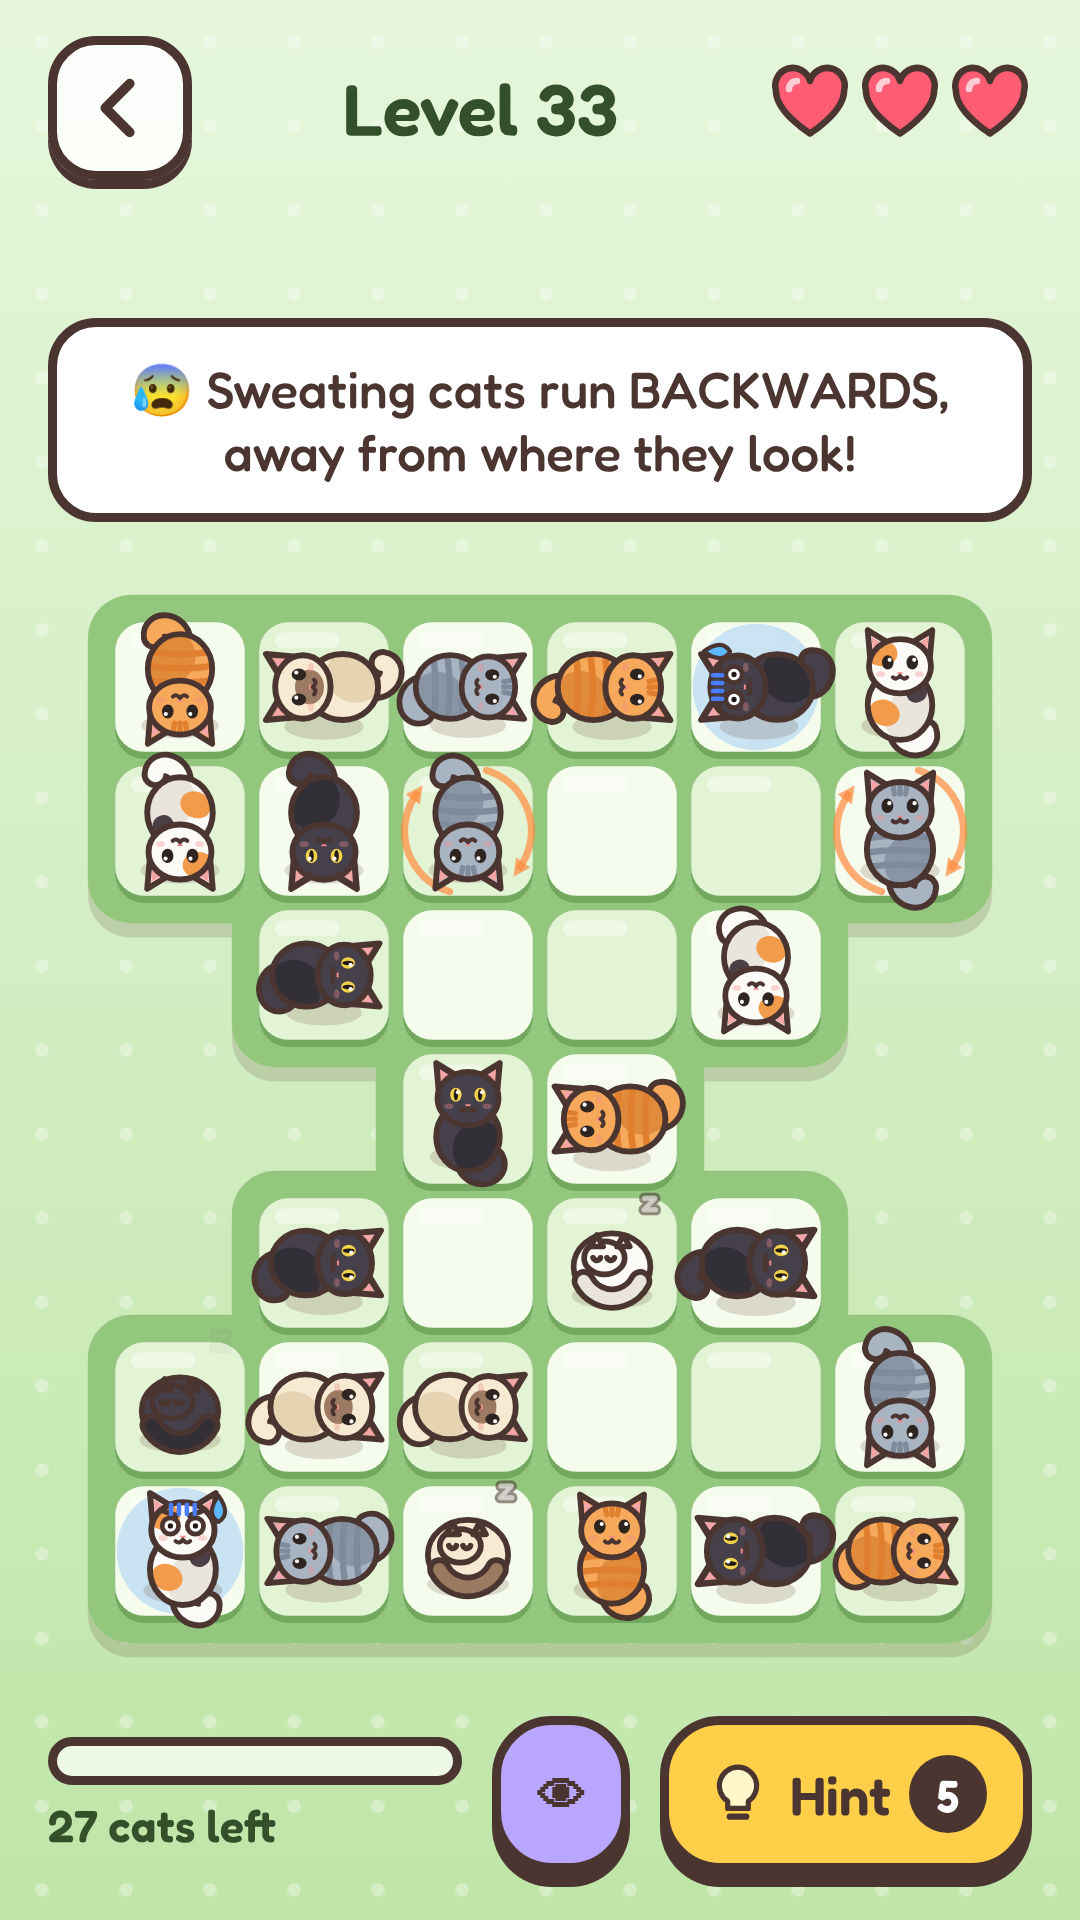 Level 33
😰 Sweating cats run BACKWARDS,
away from where they look!
z
z
z
27 cats left
Hint 5